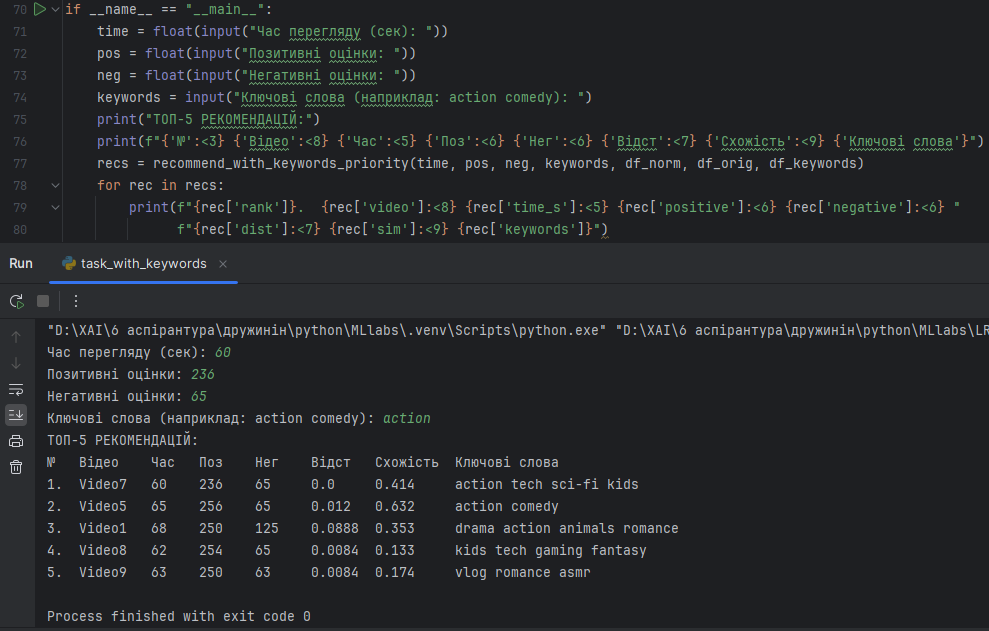 70 if __name__ == "__main__":
71 time = float(input("Час перегляду (сек): "))
72 pos = float(input("Позитивні оцінки: "))
73 neg = float(input("Негативні оцінки: "))
74 keywords = input("Ключові слова (наприклад: action comedy): ")
75 print("ТОП-5 РЕКОМЕНДАЦІЙ:")
76 print(f"{'№':<3} {'Відео':<8} {'Час':<5} {'Поз':<6} {'Нег':<6} {'Відст':<7} {'Схожість':<9} {'Ключові слова'}")
77 recs = recommend_with_keywords_priority(time, pos, neg, keywords, df_norm, df_orig, df_keywords)
78 for rec in recs:
79 print(f"{rec['rank']}.  {rec['video']:<8} {rec['time_s']:<5} {rec['positive']:<6} {rec['negative']:<6} "
80 f"{rec['dist']:<7} {rec['sim']:<9} {rec['keywords']}")
Run task_with_keywords
"D:\XAI\6 аспірантура\дружинін\python\MLlabs\.venv\Scripts\python.exe" "D:\XAI\6 аспірантура\дружинін\python\MLlabs\LR
Час перегляду (сек): 60
Позитивні оцінки: 236
Негативні оцінки: 65
Ключові слова (наприклад: action comedy): action
ТОП-5 РЕКОМЕНДАЦІЙ:
№ Відео Час Поз Нег Відст Схожість Ключові слова
1. Video7 60 236 65 0.0 0.414 action tech sci-fi kids
2. Video5 65 256 65 0.012 0.632 action comedy
3. Video1 68 250 125 0.0888 0.353 drama action animals romance
4. Video8 62 254 65 0.0084 0.133 kids tech gaming fantasy
5. Video9 63 250 63 0.0084 0.174 vlog romance asmr
Process finished with exit code 0